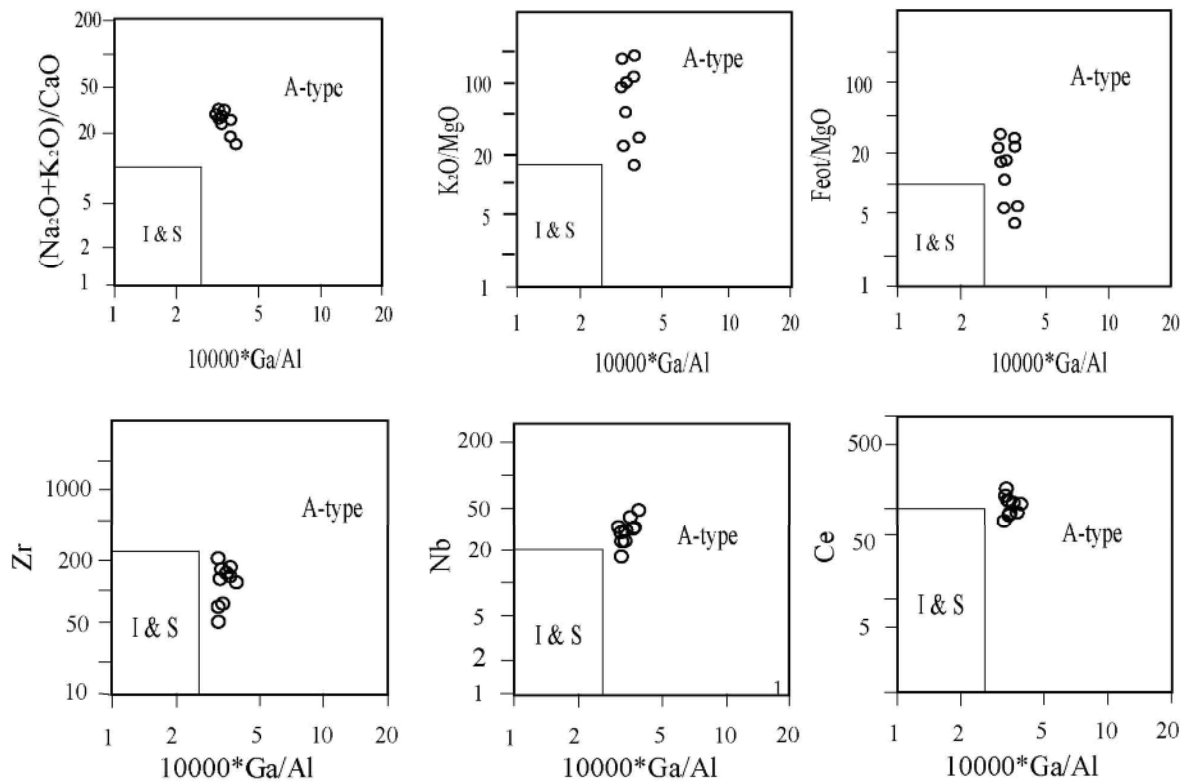 200
50
20
5
2
1
(Na₂O+K₂O)/CaO
A-type
I & S
1 2 5 10 20
10000*Ga/Al
100
20
5
1
K₂O/MgO
A-type
I & S
1 2 5 10 20
10000*Ga/Al
100
20
5
1
Feot/MgO
A-type
I & S
1 2 5 10 20
10000*Ga/Al
1000
200
50
10
Zr
A-type
I & S
1 2 5 10 20
10000*Ga/Al
200
50
20
5
2
1
Nb
A-type
I & S
1
1 2 5 10 20
10000*Ga/Al
500
50
5
Ce
A-type
I & S
1 2 5 10 20
10000*Ga/Al